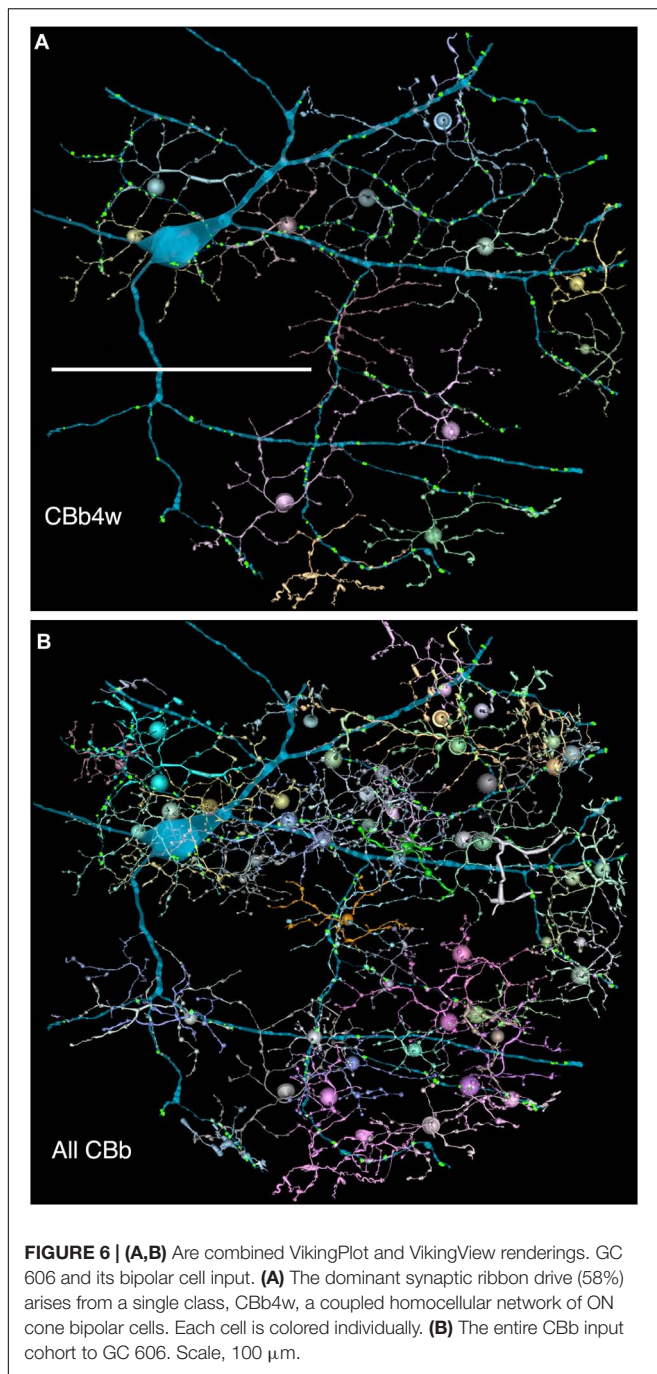 A
CBb4w
B
All CBb
FIGURE 6 | (A,B) Are combined VikingPlot and VikingView renderings. GC
606 and its bipolar cell input. (A) The dominant synaptic ribbon drive (58%)
arises from a single class, CBb4w, a coupled homocellular network of ON
cone bipolar cells. Each cell is colored individually. (B) The entire CBb input
cohort to GC 606. Scale, 100 μm.